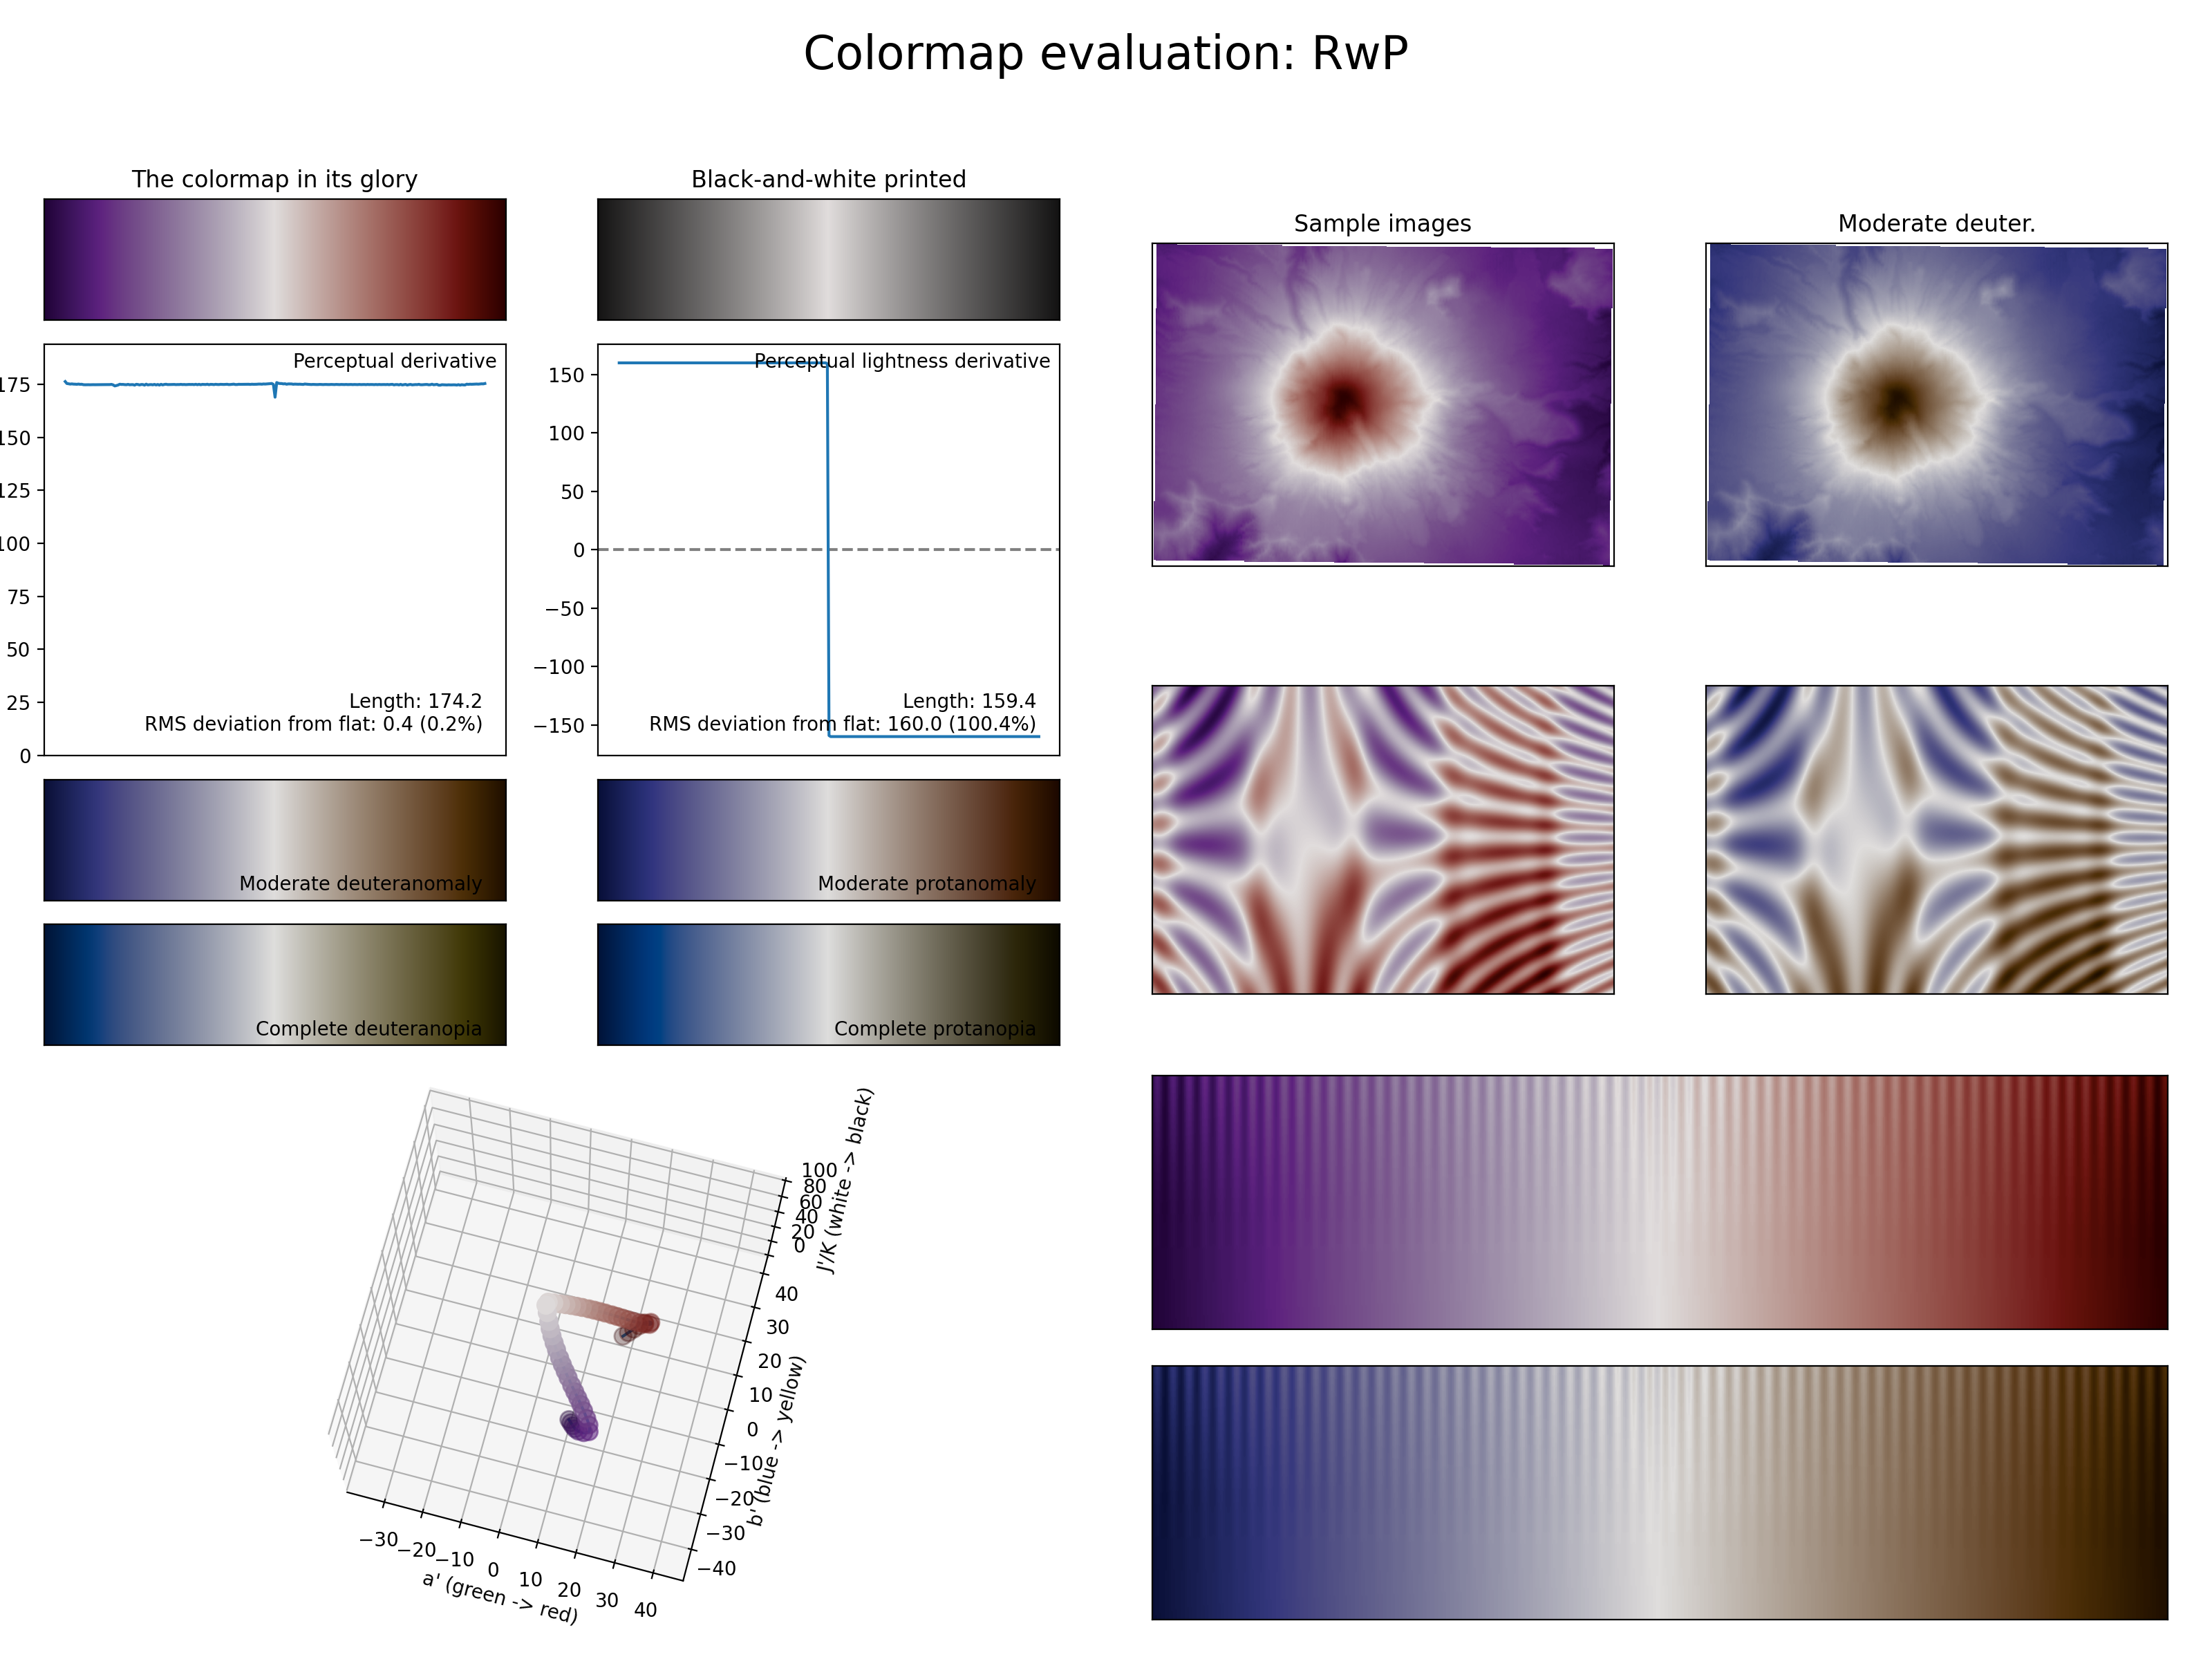 Colormap evaluation: RwP
The colormap in its glory
Black-and-white printed
Sample images
Moderate deuter.
Perceptual derivative
175
150
125
100
75
50
25
0
Length: 174.2
RMS deviation from flat: 0.4 (0.2%)
Perceptual lightness derivative
150
100
50
0
−50
−100
−150
Length: 159.4
RMS deviation from flat: 160.0 (100.4%)
Moderate deuteranomaly
Moderate protanomaly
Complete deuteranopia
Complete protanopia
J'/K (white -> black)
100
80
60
40
20
0
b' (blue -> yellow)
40
30
20
10
0
−10
−20
−30
−40
−30
−20
−10
0
10
20
30
40
a' (green -> red)